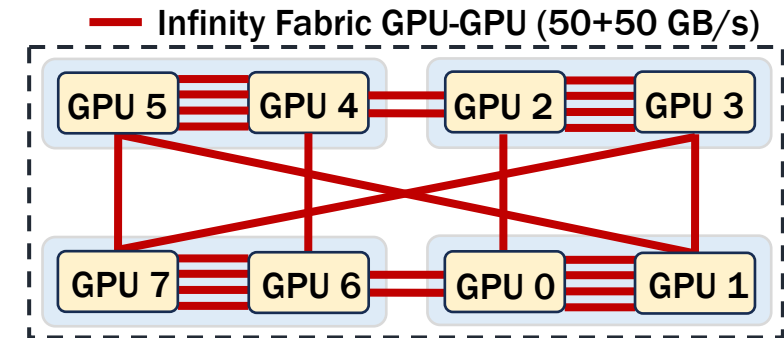 Infinity Fabric GPU-GPU (50+50 GB/s)
GPU 5 GPU 4 GPU 2 GPU 3
GPU 7 GPU 6 GPU 0 GPU 1